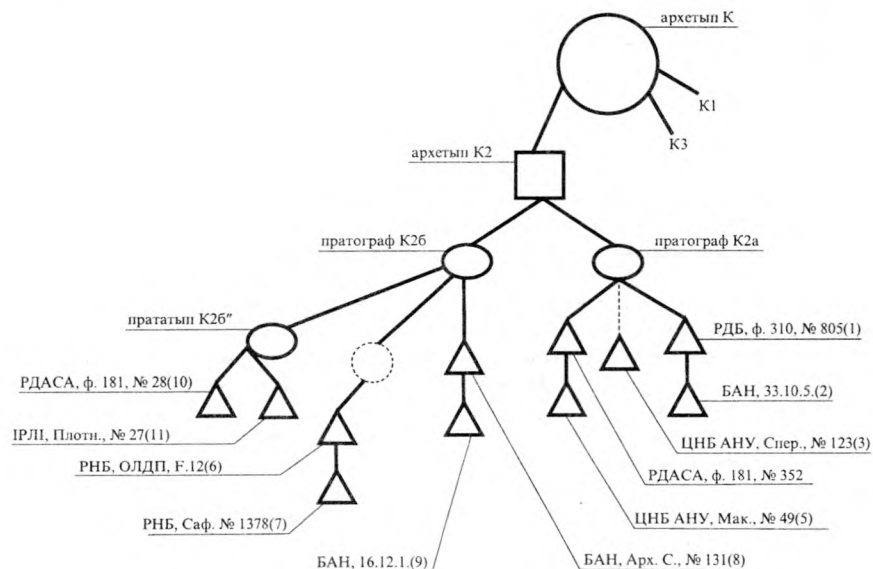 архетып К
К1
К3
архетып К2
пратограф К2б
пратограф К2а
прататып К2б"
РДБ, ф. 310, № 805(1)
РДАСА, ф. 181, № 28(10)
БАН, 33.10.5.(2)
ІРЛІ, Плотн., № 27(11)
ЦНБ АНУ, Спер., № 123(3)
РНБ, ОЛДП, F.12(6)
РДАСА, ф. 181, № 352
РНБ, Саф. № 1378(7)
ЦНБ АНУ, Мак., № 49(5)
БАН, 16.12.1.(9)
БАН, Арх. С., № 131(8)